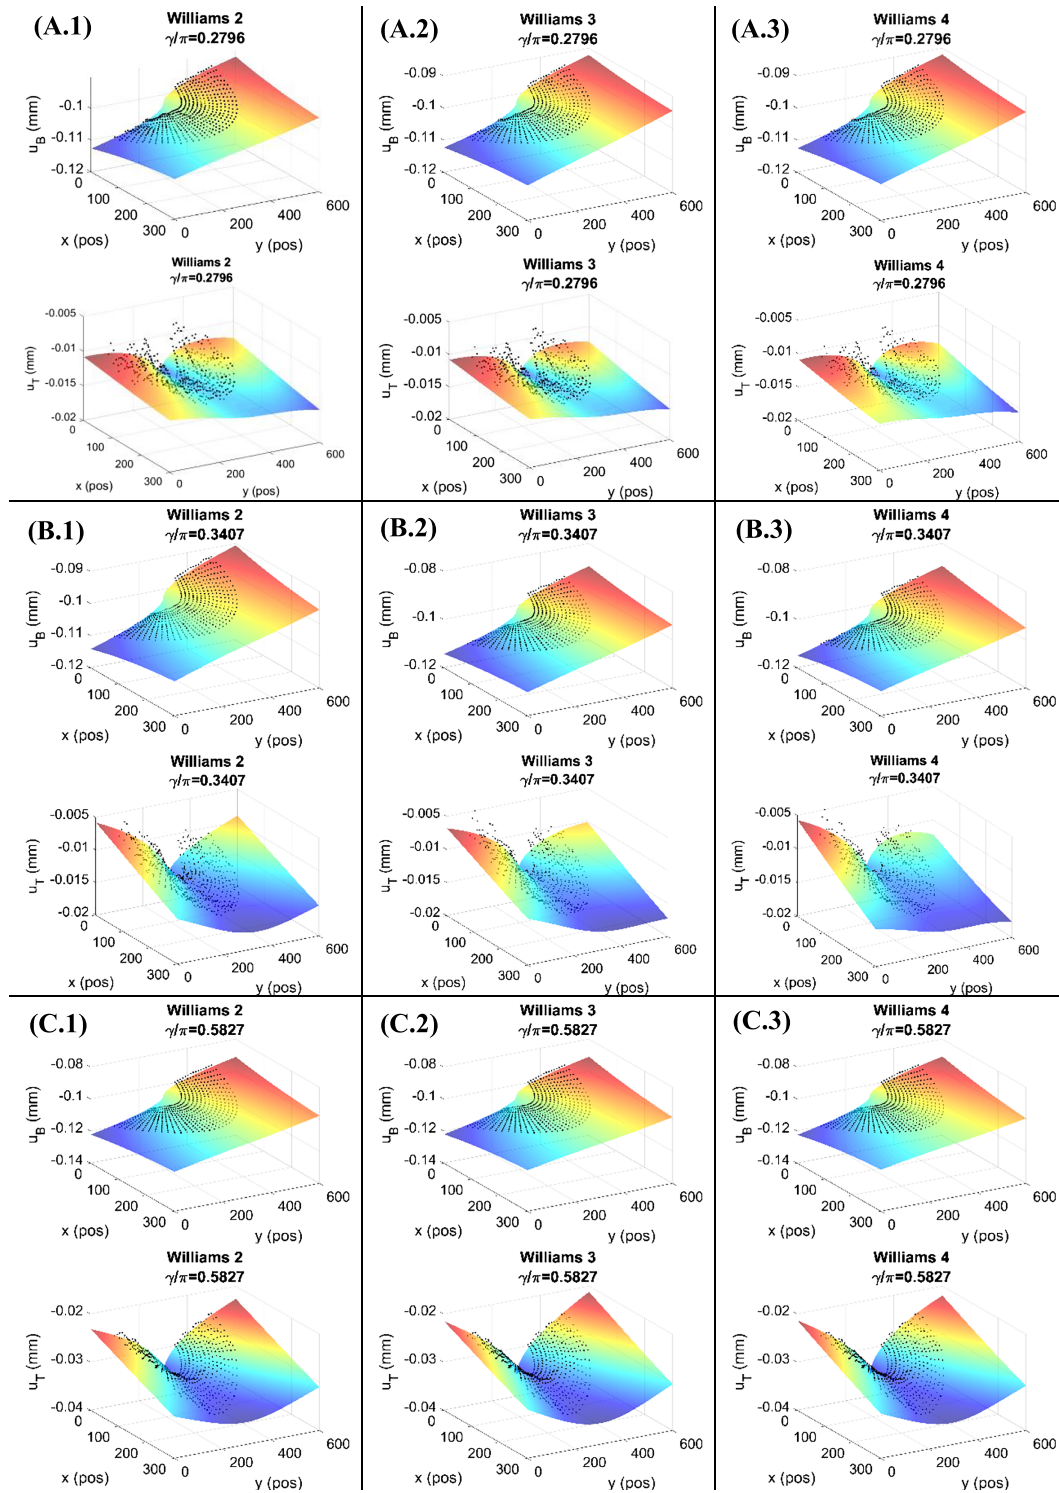 (A.1)
Williams 2
γ/π=0.2796
-0.1
-0.11
-0.12
u_B (mm)
0
100
200
300
x (pos)
0
200
400
600
y (pos)
Williams 2
γ/π=0.2796
-0.005
-0.01
-0.015
-0.02
u_T (mm)
0
100
200
300
x (pos)
0
200
400
600
y (pos)
(A.2)
Williams 3
γ/π=0.2796
-0.09
-0.1
-0.11
-0.12
u_B (mm)
0
100
200
300
x (pos)
0
200
400
600
y (pos)
Williams 3
γ/π=0.2796
-0.005
-0.01
-0.015
-0.02
u_T (mm)
0
100
200
300
x (pos)
0
200
400
600
y (pos)
(A.3)
Williams 4
γ/π=0.2796
-0.09
-0.1
-0.11
-0.12
u_B (mm)
0
100
200
300
x (pos)
0
200
400
600
y (pos)
Williams 4
γ/π=0.2796
-0.005
-0.01
-0.015
-0.02
u_T (mm)
0
100
200
300
x (pos)
0
200
400
600
y (pos)
(B.1)
Williams 2
γ/π=0.3407
-0.09
-0.1
-0.11
-0.12
u_B (mm)
0
100
200
300
x (pos)
0
200
400
600
y (pos)
Williams 2
γ/π=0.3407
-0.005
-0.01
-0.015
-0.02
u_T (mm)
0
100
200
300
x (pos)
0
200
400
600
y (pos)
(B.2)
Williams 3
γ/π=0.3407
-0.08
-0.1
-0.12
u_B (mm)
0
100
200
300
x (pos)
0
200
400
600
y (pos)
Williams 3
γ/π=0.3407
-0.005
-0.01
-0.015
-0.02
u_T (mm)
0
100
200
300
x (pos)
0
200
400
600
y (pos)
(B.3)
Williams 4
γ/π=0.3407
-0.08
-0.1
-0.12
u_B (mm)
0
100
200
300
x (pos)
0
200
400
600
y (pos)
Williams 4
γ/π=0.3407
-0.005
-0.01
-0.015
-0.02
u_T (mm)
0
100
200
300
x (pos)
0
200
400
600
y (pos)
(C.1)
Williams 2
γ/π=0.5827
-0.08
-0.1
-0.12
-0.14
u_B (mm)
0
100
200
300
x (pos)
0
200
400
600
y (pos)
Williams 2
γ/π=0.5827
-0.02
-0.03
-0.04
u_T (mm)
0
100
200
300
x (pos)
0
200
400
600
y (pos)
(C.2)
Williams 3
γ/π=0.5827
-0.08
-0.1
-0.12
-0.14
u_B (mm)
0
100
200
300
x (pos)
0
200
400
600
y (pos)
Williams 3
γ/π=0.5827
-0.02
-0.03
-0.04
u_T (mm)
0
100
200
300
x (pos)
0
200
400
600
y (pos)
(C.3)
Williams 4
γ/π=0.5827
-0.08
-0.1
-0.12
-0.14
u_B (mm)
0
100
200
300
x (pos)
0
200
400
600
y (pos)
Williams 4
γ/π=0.5827
-0.02
-0.03
-0.04
u_T (mm)
0
100
200
300
x (pos)
0
200
400
600
y (pos)